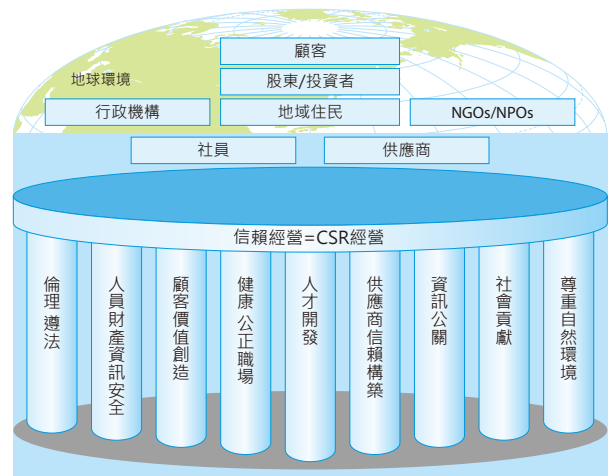 顧客
地球環境
股東/投資者
行政機構
地域住民
NGOs/NPOs
社員
供應商
信賴經營=CSR經營
倫理 遵法
人員財產資訊安全
顧客價值創造
健康 公正職場
人才開發
供應商信賴構築
資訊公關
社會貢獻
尊重自然環境